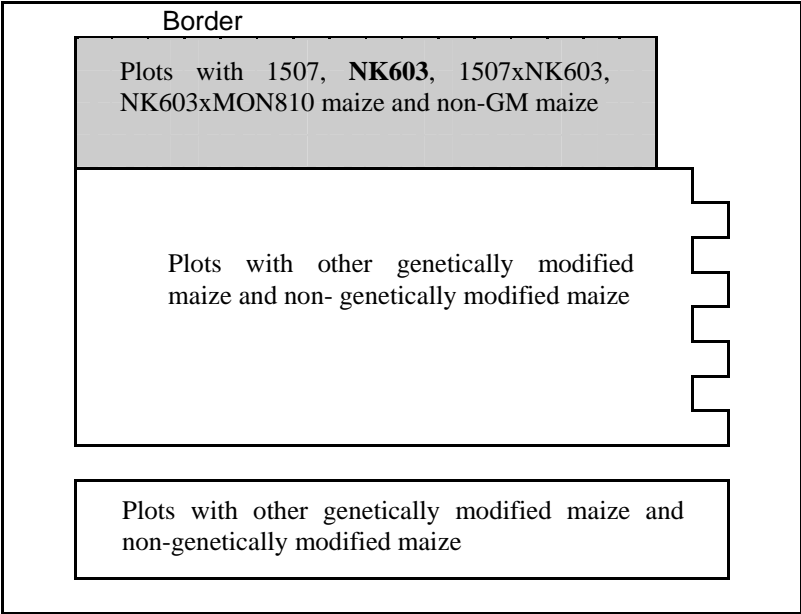 Border
Plots with 1507, NK603, 1507xNK603,
NK603xMON810 maize and non-GM maize
Plots with other genetically modified
maize and non- genetically modified maize
Plots with other genetically modified maize and
non-genetically modified maize